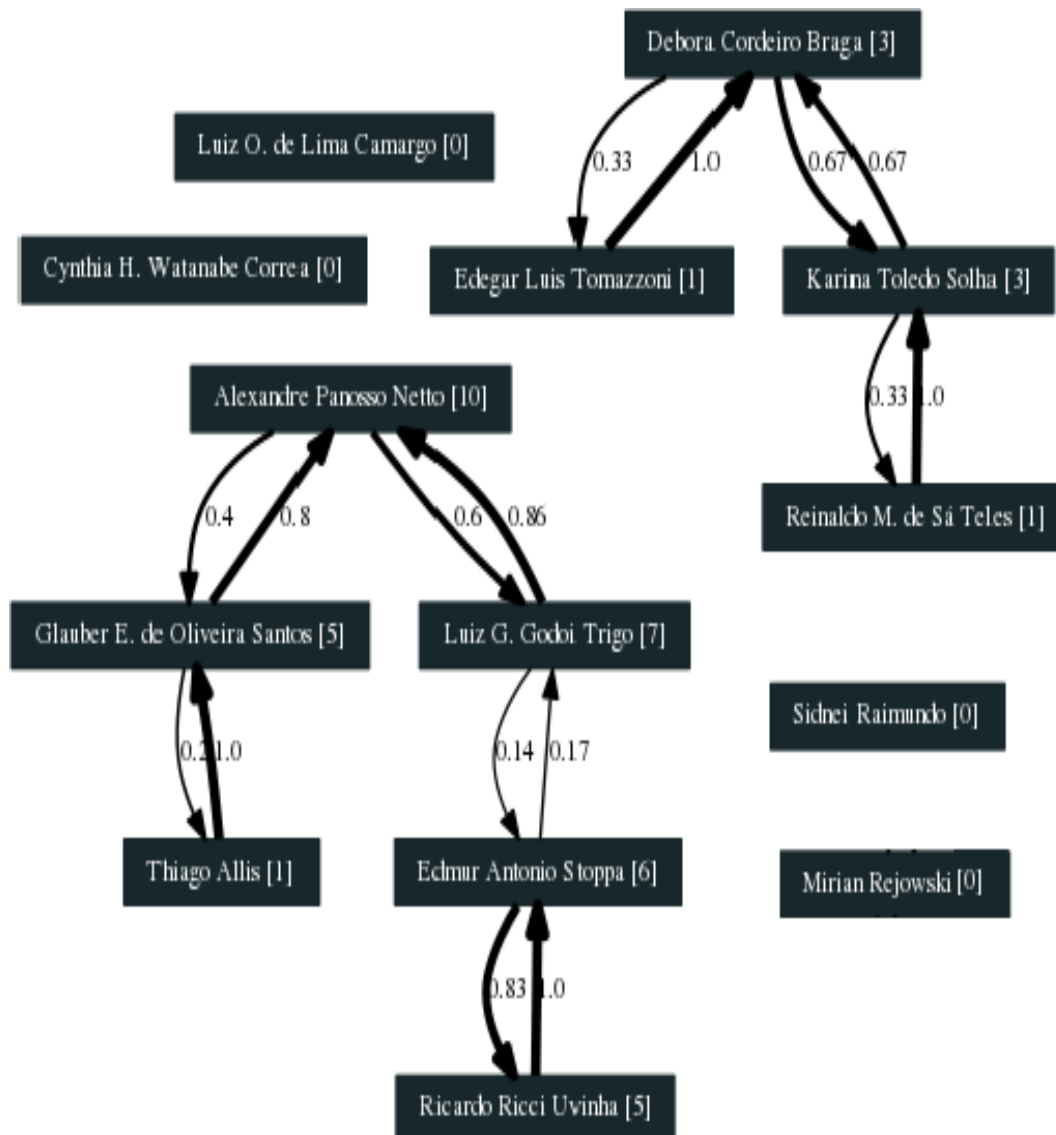 Debora Cordeiro Braga [3]
Luiz O. de Lima Camargo [0]
0.33
1.0
0.67
0.67
Cynthia H. Watanabe Correa [0]
Edegar Luis Tomazzoni [1]
Karina Toledo Solha [3]
Alexandre Panosso Netto [10]
0.33
1.0
0.4
0.8
0.6
0.86
Reinaldo M. de Sá Teles [1]
Glauber E. de Oliveira Santos [5]
Luiz G. Godoi Trigo [7]
Sidnei Raimundo [0]
0.2
1.0
0.14
0.17
Thiago Allis [1]
Edmur Antonio Stoppa [6]
Mirian Rejowski [0]
0.83
1.0
Ricardo Ricci Uvinha [5]